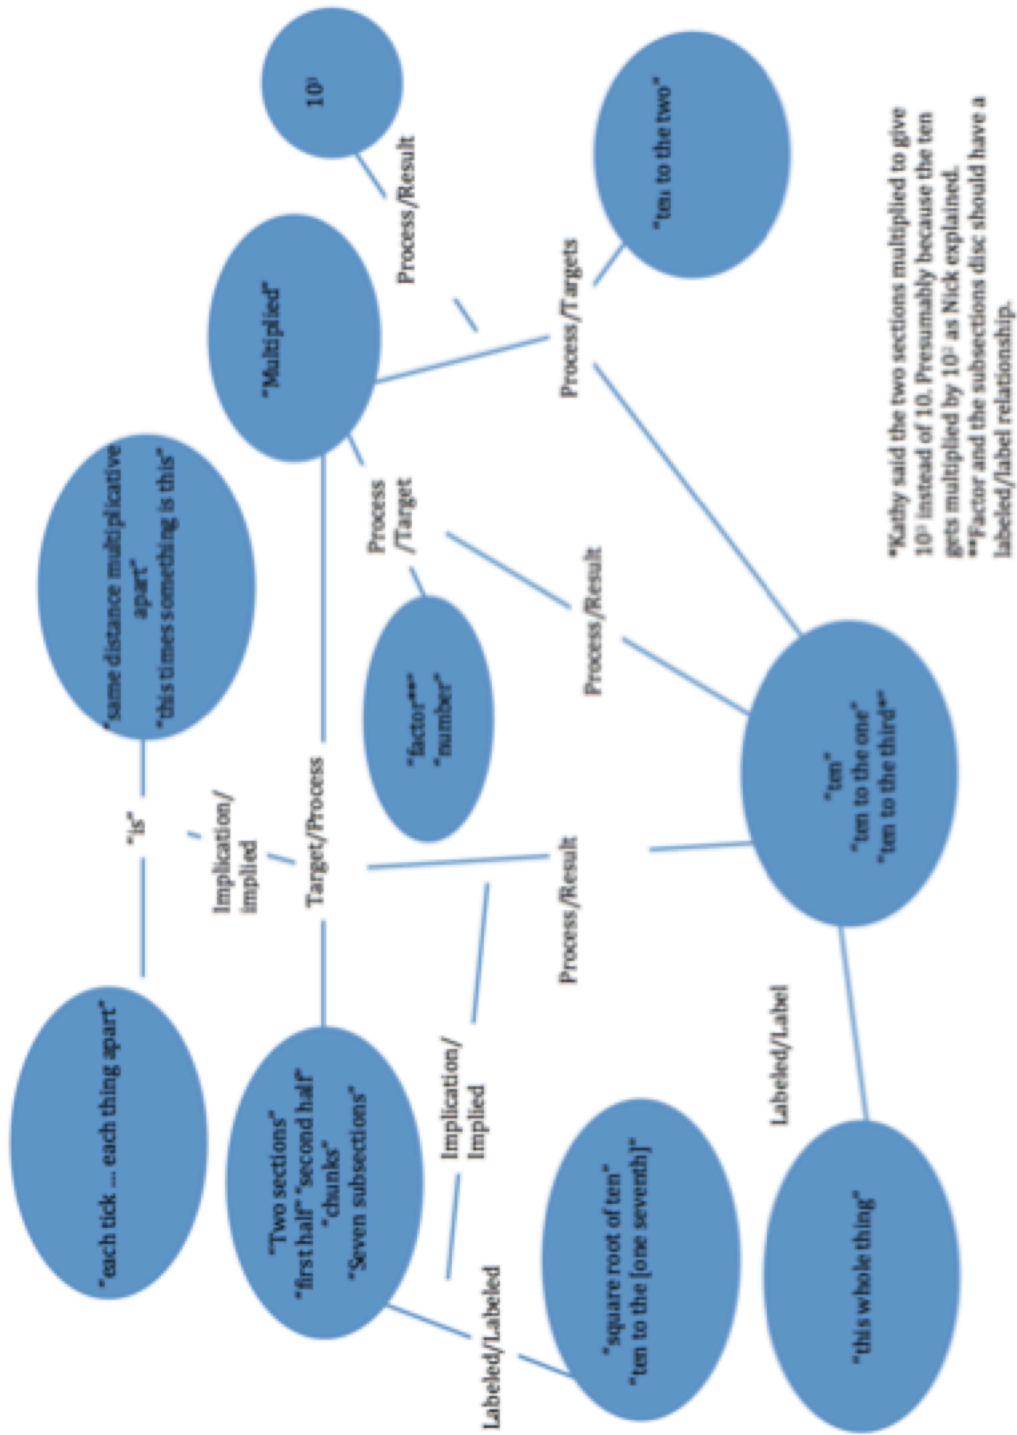 "each tick ... each thing apart"
"is"
"same distance multiplicative
apart"
"this times something is this"
Implication/
implied
"Two sections"
"first half" "second half"
"chunks"
"Seven subsections"
Target/Process
"Multiplied"
10³
Process/Result
Process
/Target
"factor**"
"number"
Implication/
Implied
Labeled/Labeled
"square root of ten"
"ten to the [one seventh]"
Process/Result
Process/Result
Process/Targets
"ten to the two"
Labeled/Label
"this whole thing"
"ten"
"ten to the one"
"ten to the third*"
*Kathy said the two sections multiplied to give
10³ instead of 10. Presumably because the ten
gets multiplied by 10² as Nick explained.
**Factor and the subsections disc should have a
labeled/label relationship.